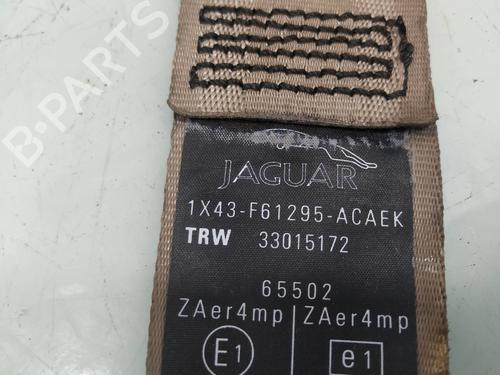 B-PARTS
JAGUAR
1X43-F61295-ACAEK
TRW 33015172
65502
ZAer4mp ZAer4mp
E1 e1